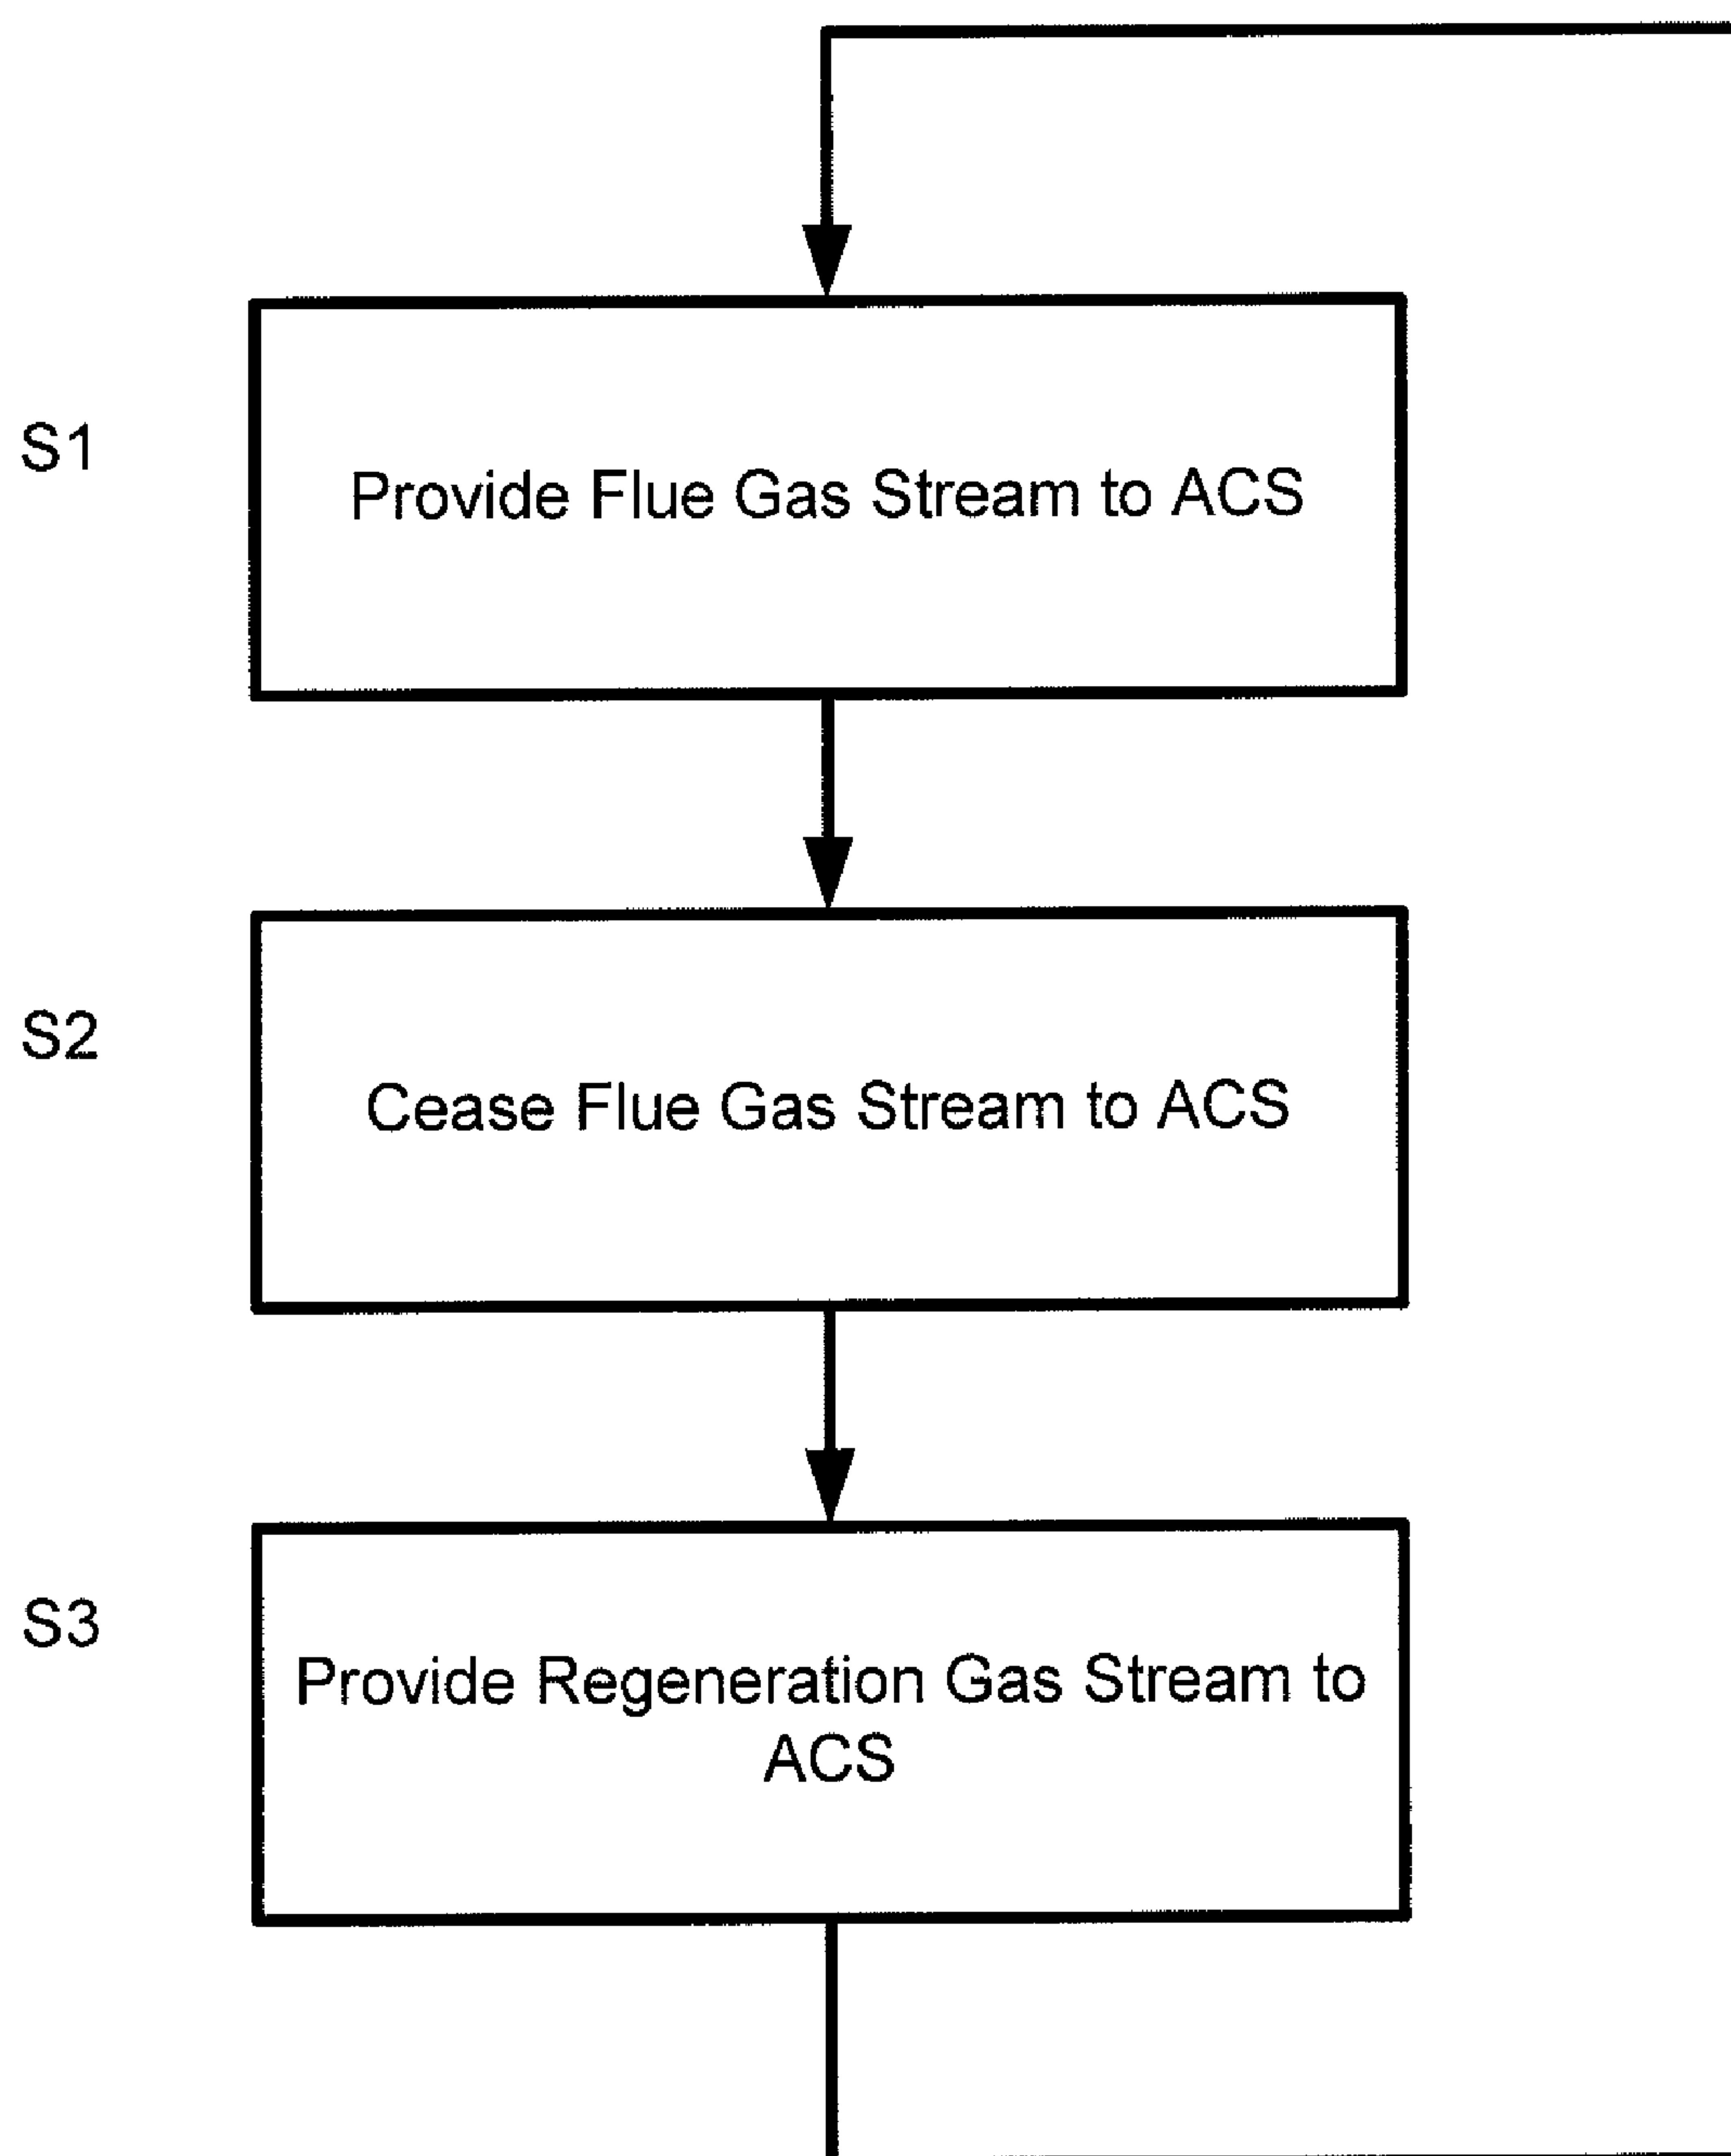 S1
Provide Flue Gas Stream to ACS
S2
Cease Flue Gas Stream to ACS
S3
Provide Regeneration Gas Stream to
ACS